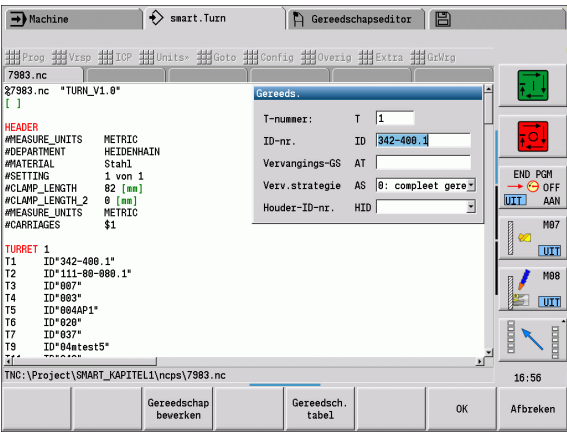 Machine
smart.Turn
Gereedschapseditor
Prog Vrsp ICP Units» Goto Config Overig Extra GrWrg
7983.nc
%7983.nc "TURN_V1.0"
[ ]
HEADER
#MEASURE_UNITS METRIC
#DEPARTMENT HEIDENHAIN
#MATERIAL Stahl
#SETTING 1 von 1
#CLAMP_LENGTH 82 [mm]
#CLAMP_LENGTH_2 0 [mm]
#MEASURE_UNITS METRIC
#CARRIAGES $1
TURRET 1
T1 ID"342-400.1"
T2 ID"111-80-080.1"
T3 ID"007"
T4 ID"003"
T5 ID"004AP1"
T6 ID"020"
T7 ID"037"
T9 ID"04mtest5"
Gereeds.
T-nummer: T 1
ID-nr. ID 342-400.1
Vervangings-GS AT
Verv.strategie AS 0: compleet gere
Houder-ID-nr. HID
END PGM
OFF
UIT AAN
M07
UIT
M08
UIT
TNC:\Project\SMART_KAPITEL1\ncps\7983.nc
16:56
Gereedschap
bewerken
Gereedsch.
tabel
OK
Afbreken